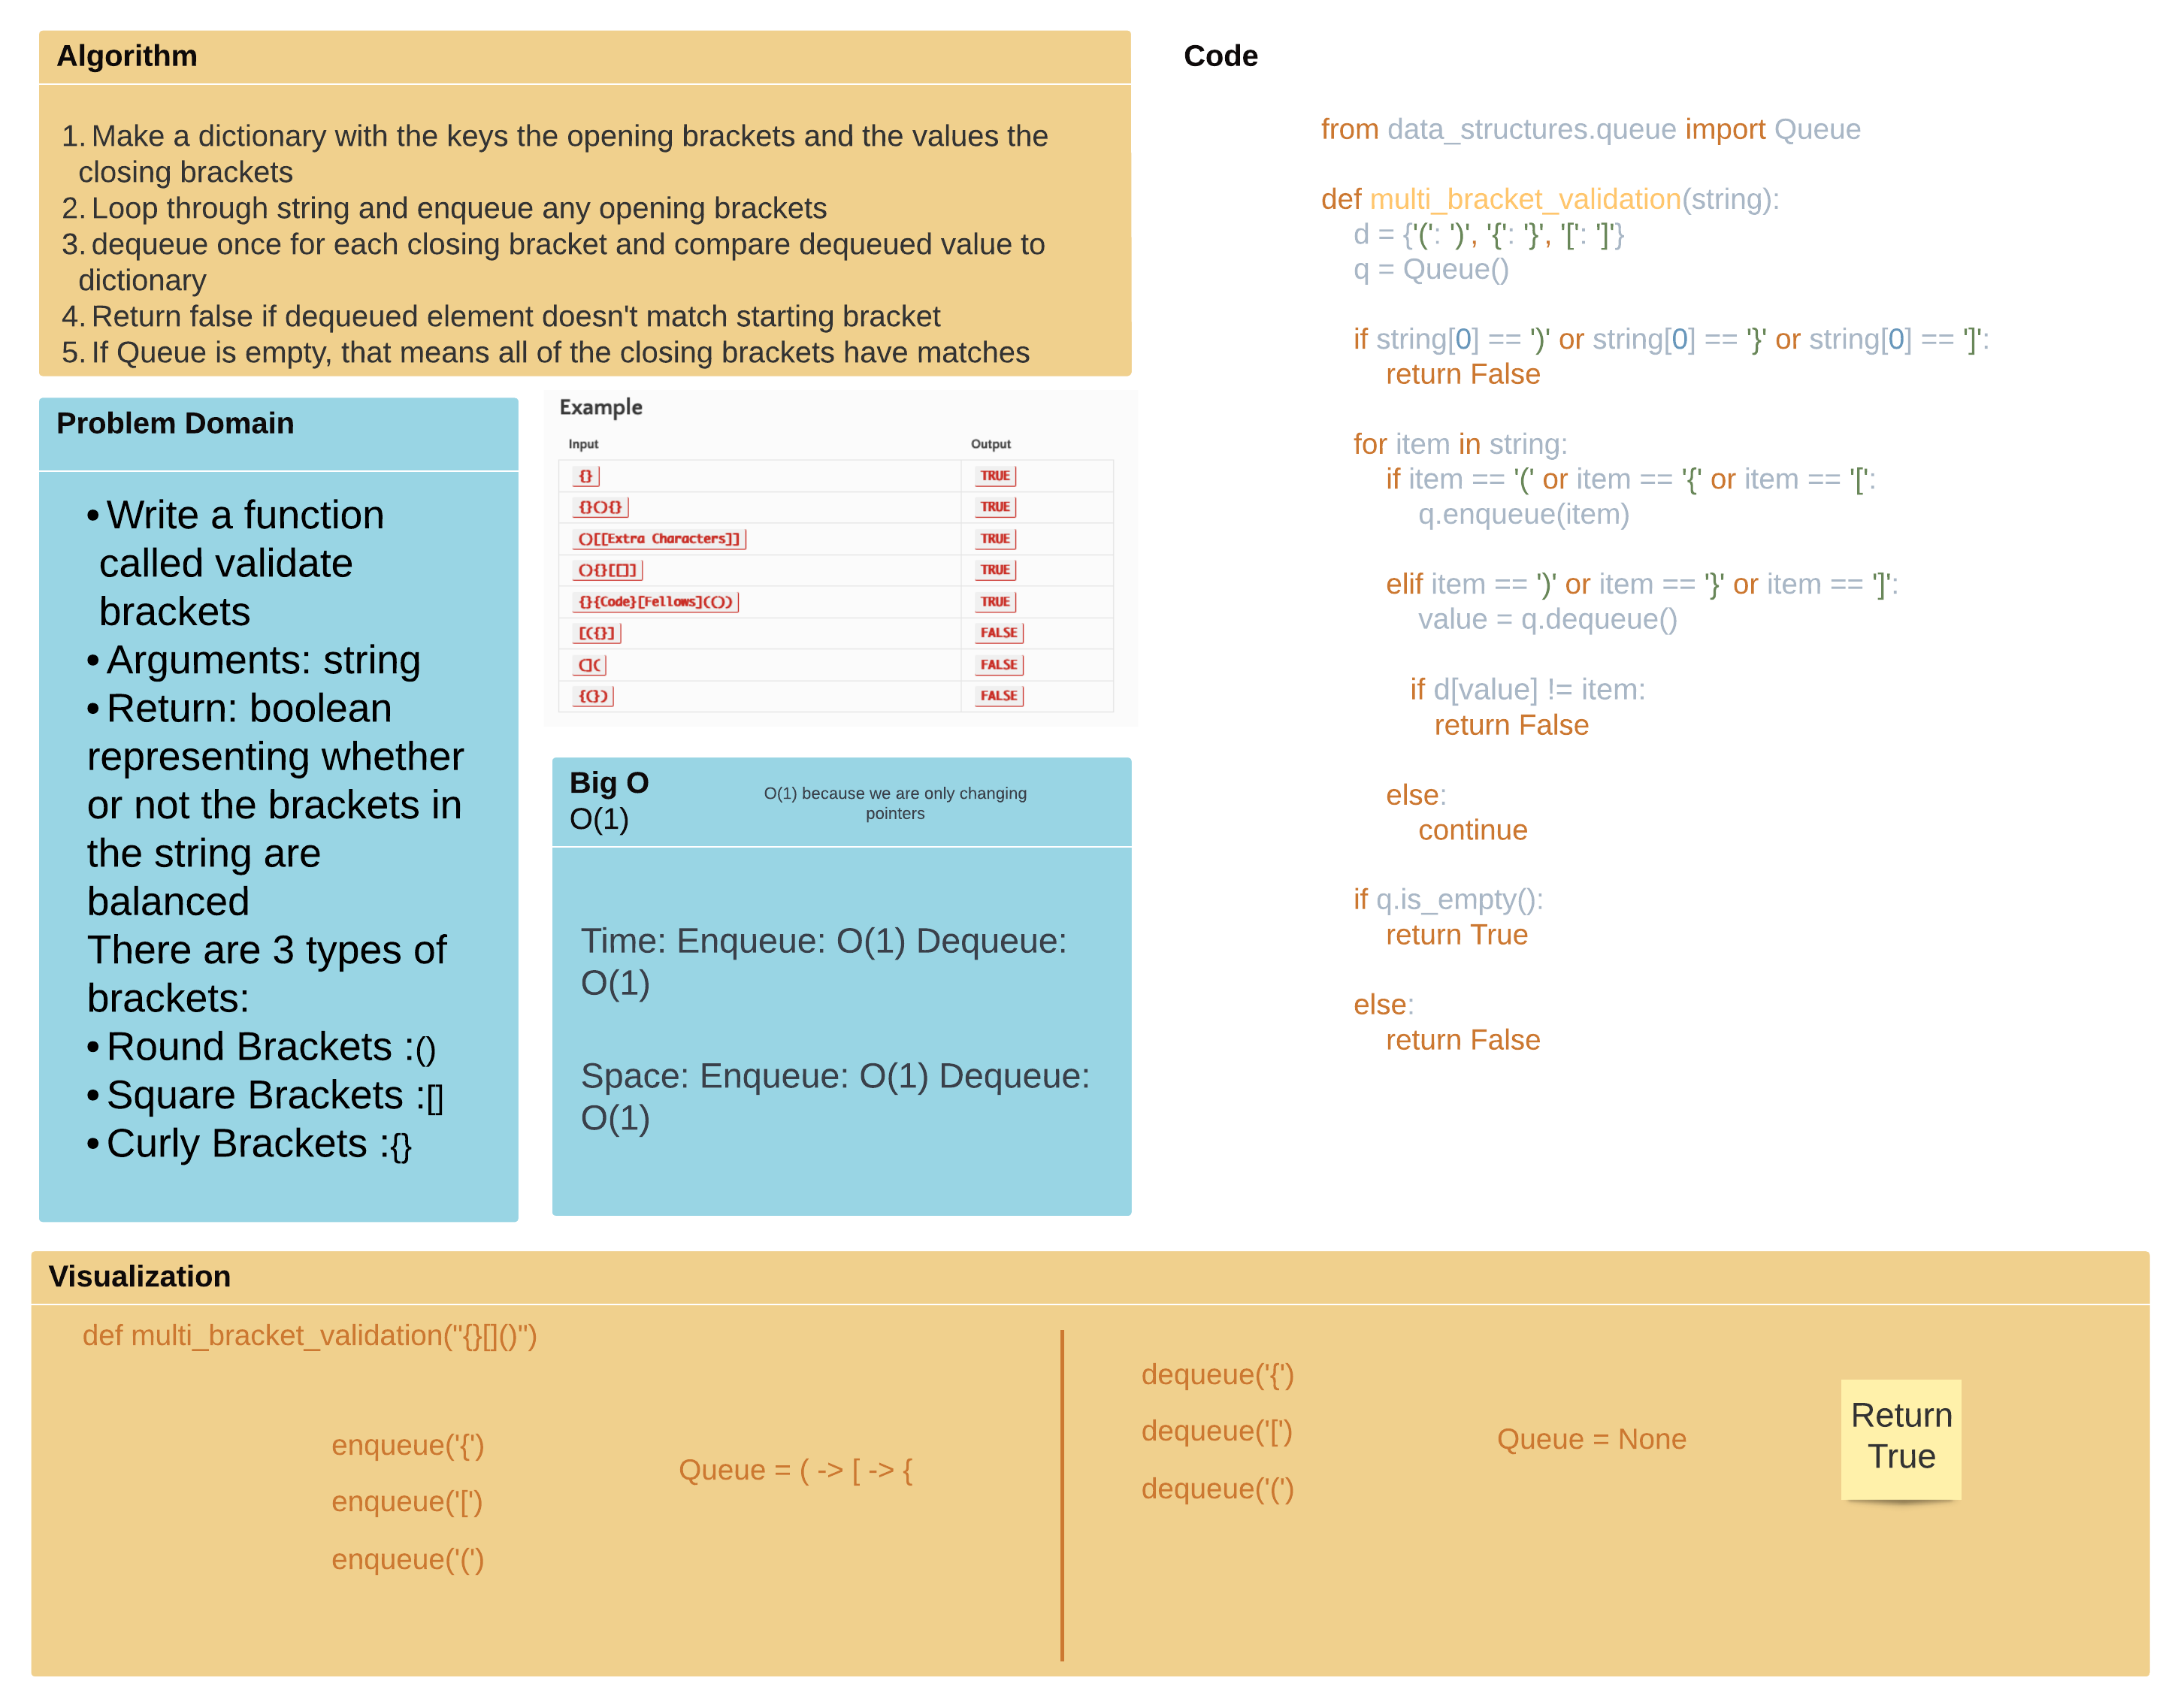 Algorithm
1. Make a dictionary with the keys the opening brackets and the values the
closing brackets
2. Loop through string and enqueue any opening brackets
3. dequeue once for each closing bracket and compare dequeued value to
dictionary
4. Return false if dequeued element doesn't match starting bracket
5. If Queue is empty, that means all of the closing brackets have matches
Problem Domain
• Write a function
called validate
brackets
• Arguments: string
• Return: boolean
representing whether
or not the brackets in
the string are
balanced
There are 3 types of
brackets:
• Round Brackets :()
• Square Brackets :[]
• Curly Brackets :{}
Example
Input Output
{} TRUE
{}(){} TRUE
()[[Extra Characters]] TRUE
(){}[[]] TRUE
{}{Code}[Fellows](()) TRUE
[({}] FALSE
(]( FALSE
{(}) FALSE
Big O
O(1)
O(1) because we are only changing
pointers
Time: Enqueue: O(1) Dequeue:
O(1)
Space: Enqueue: O(1) Dequeue:
O(1)
Code
from data_structures.queue import Queue
def multi_bracket_validation(string):
d = {'(': ')', '{': '}', '[': ']'}
q = Queue()
if string[0] == ')' or string[0] == '}' or string[0] == ']':
return False
for item in string:
if item == '(' or item == '{' or item == '[':
q.enqueue(item)
elif item == ')' or item == '}' or item == ']':
value = q.dequeue()
if d[value] != item:
return False
else:
continue
if q.is_empty():
return True
else:
return False
Visualization
def multi_bracket_validation("{}[]()")
enqueue('{')
enqueue('[')
enqueue('(')
Queue = ( -> [ -> {
dequeue('{')
dequeue('[')
dequeue('(')
Queue = None
Return
True